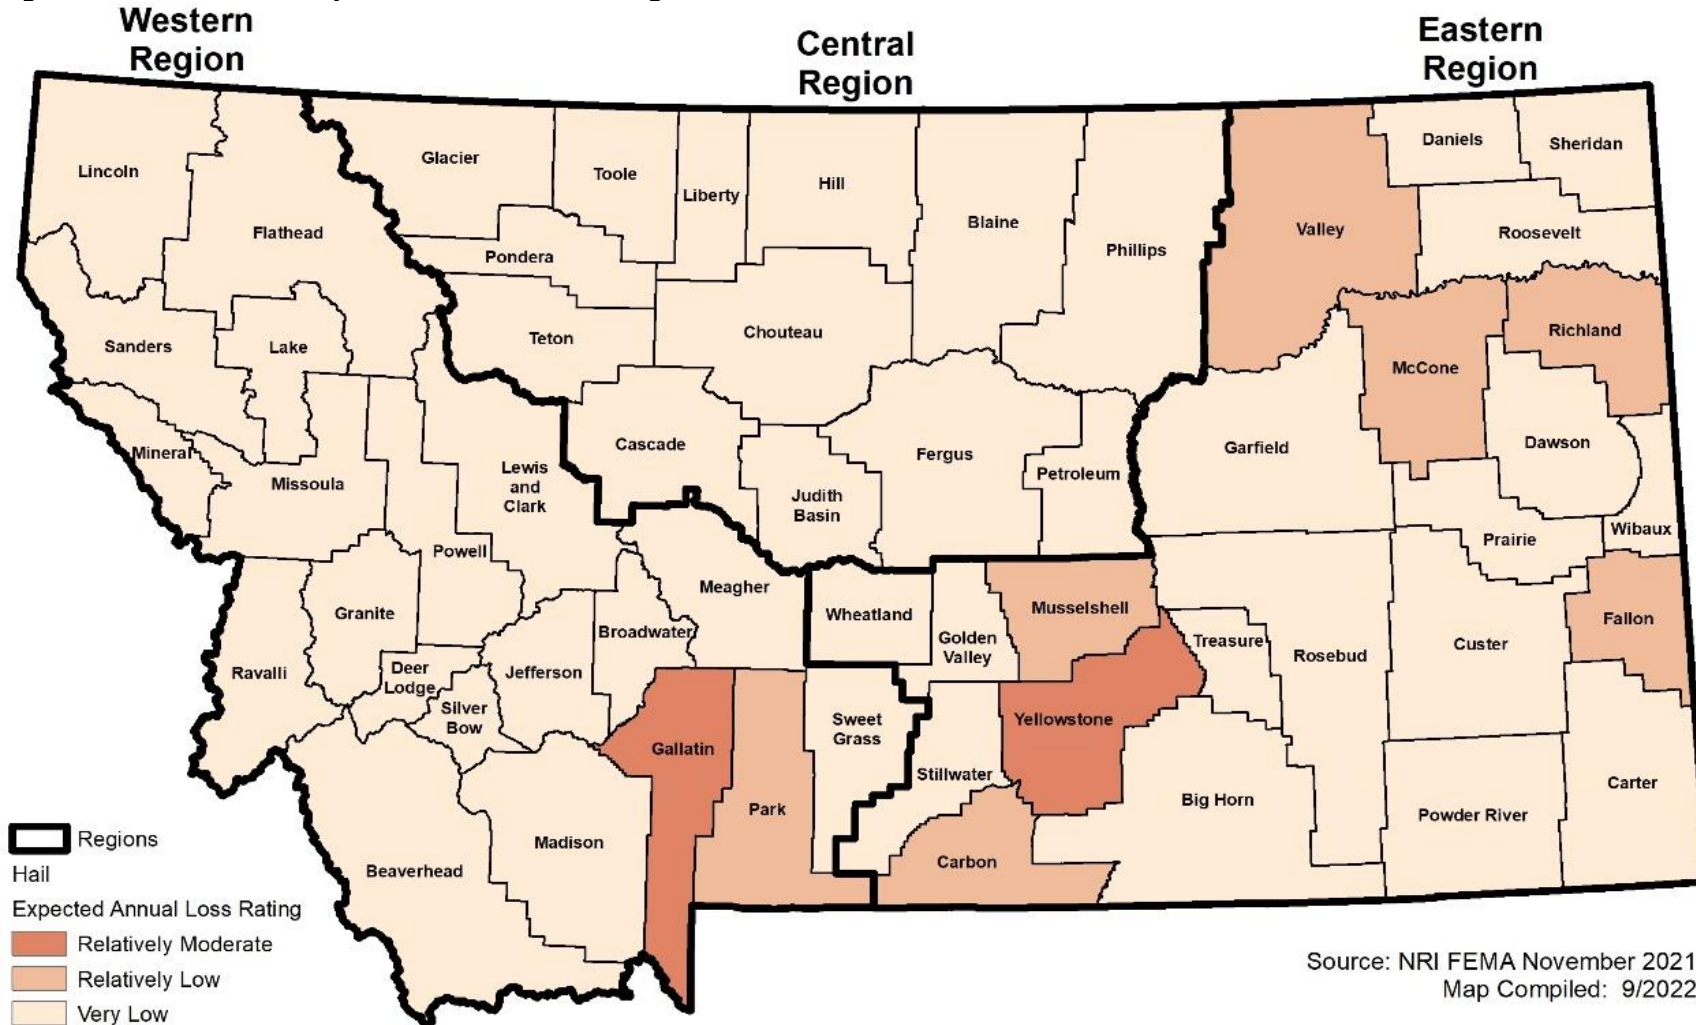 Western
Region
Central
Region
Eastern
Region
Lincoln
Flathead
Glacier
Toole
Liberty
Hill
Blaine
Phillips
Valley
Daniels
Sheridan
Roosevelt
Pondera
Teton
Chouteau
Sanders
Lake
Richland
McCone
Mineral
Missoula
Lewis
and
Clark
Cascade
Judith
Basin
Fergus
Petroleum
Garfield
Dawson
Wibaux
Prairie
Powell
Granite
Ravalli
Deer
Lodge
Silver
Bow
Jefferson
Broadwater
Meagher
Wheatland
Golden
Valley
Musselshell
Treasure
Rosebud
Custer
Fallon
Gallatin
Park
Sweet
Grass
Yellowstone
Stillwater
Carbon
Big Horn
Powder River
Carter
Beaverhead
Madison
Regions
Hail
Expected Annual Loss Rating
Relatively Moderate
Relatively Low
Very Low
Source: NRI FEMA November 2021
Map Compiled: 9/2022